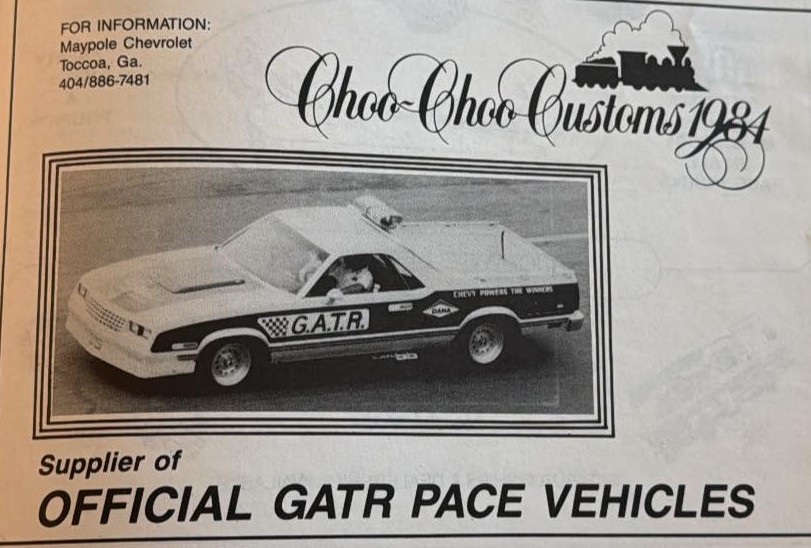 FOR INFORMATION:
Maypole Chevrolet
Toccoa, Ga.
404/886-7481
Choo-Choo Customs 1984
CHEVY POWERS THE WINNERS
DANA
G.A.T.R.
Supplier of
OFFICIAL GATR PACE VEHICLES